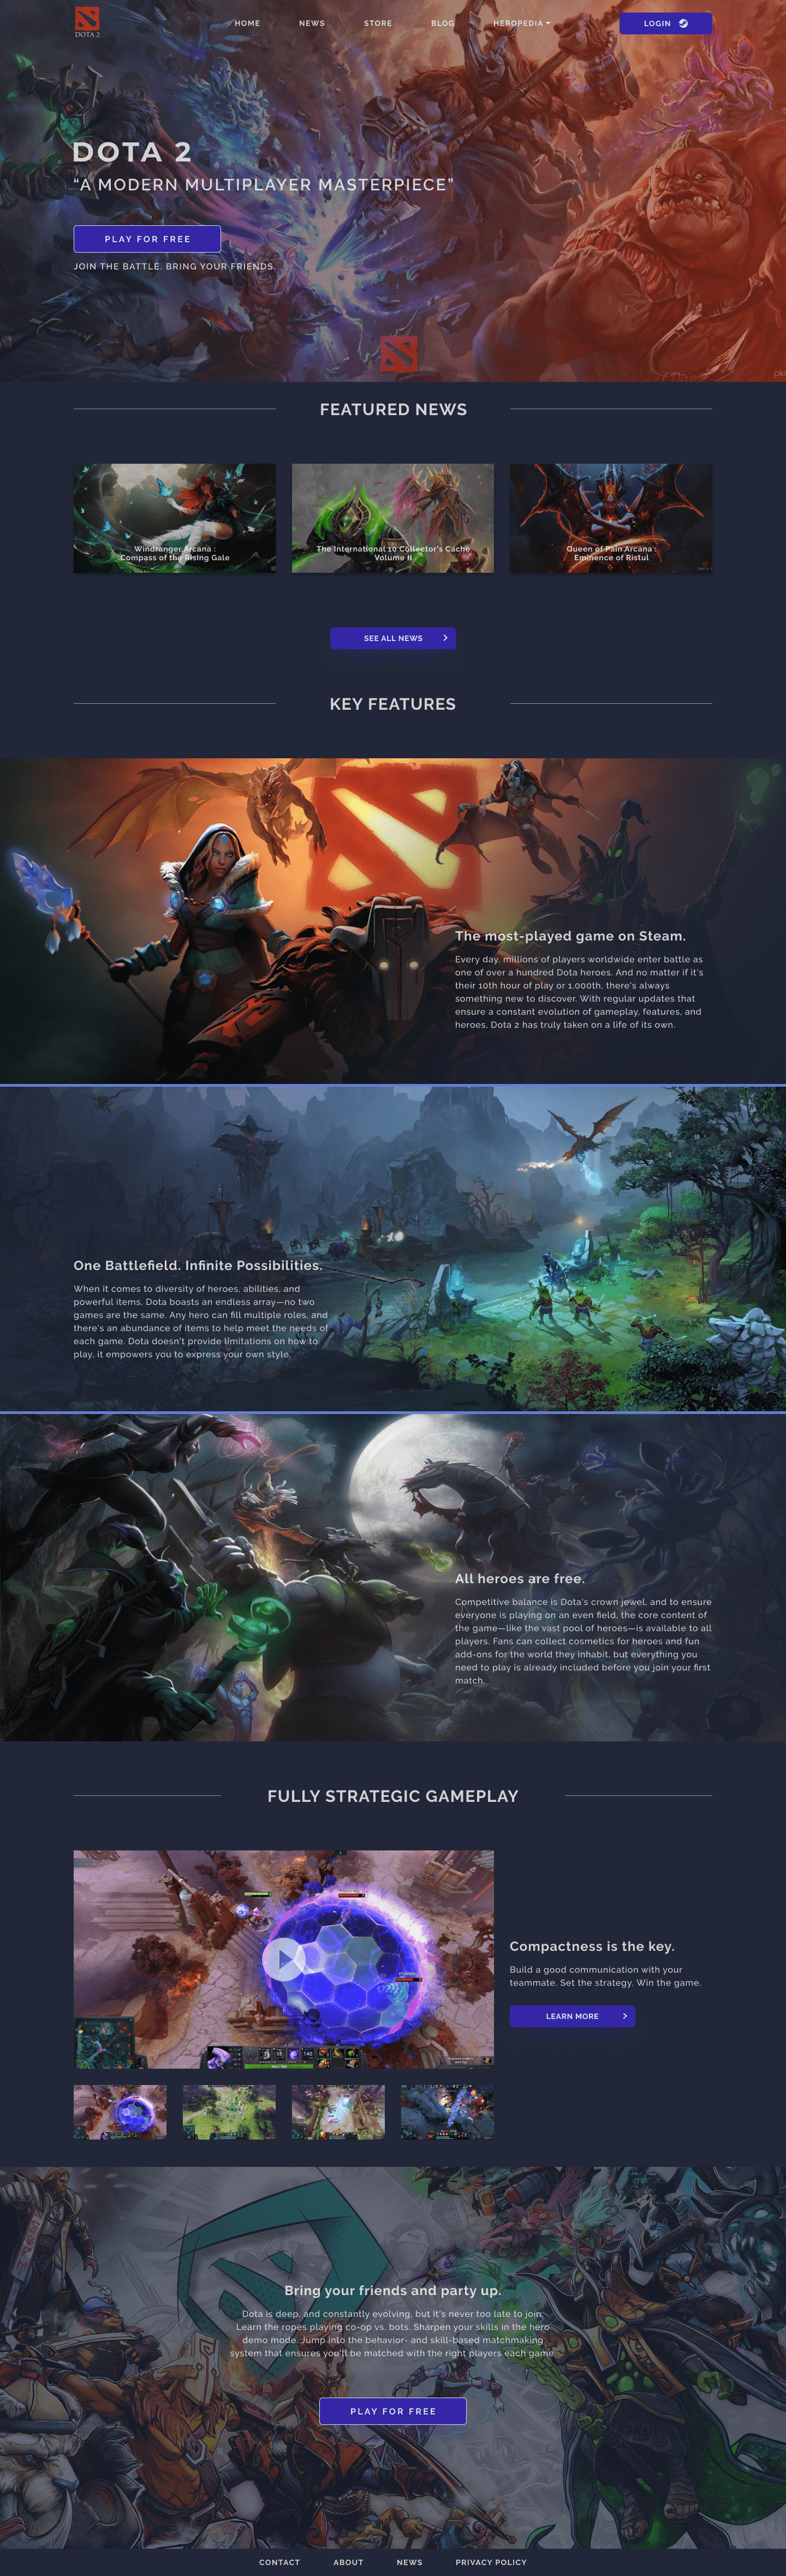 DOTA 2
HOME
NEWS
STORE
BLOG
HEROPEDIA
LOGIN
DOTA 2
“A MODERN MULTIPLAYER MASTERPIECE”
PLAY FOR FREE
JOIN THE BATTLE. BRING YOUR FRIENDS.
FEATURED NEWS
Windranger Arcana :
Compass of the Rising Gale
The International 10 Collector's Cache
Volume II
Queen of Pain Arcana :
Eminence of Ristul
SEE ALL NEWS
KEY FEATURES
The most-played game on Steam.
Every day, millions of players worldwide enter battle as
one of over a hundred Dota heroes. And no matter if it's
their 10th hour of play or 1,000th, there's always
something new to discover. With regular updates that
ensure a constant evolution of gameplay, features, and
heroes, Dota 2 has truly taken on a life of its own.
One Battlefield. Infinite Possibilities.
When it comes to diversity of heroes, abilities, and
powerful items, Dota boasts an endless array—no two
games are the same. Any hero can fill multiple roles, and
there's an abundance of items to help meet the needs of
each game. Dota doesn't provide limitations on how to
play, it empowers you to express your own style.
All heroes are free.
Competitive balance is Dota's crown jewel, and to ensure
everyone is playing on an even field, the core content of
the game—like the vast pool of heroes—is available to all
players. Fans can collect cosmetics for heroes and fun
add-ons for the world they inhabit, but everything you
need to play is already included before you join your first
match.
FULLY STRATEGIC GAMEPLAY
Compactness is the key.
Build a good communication with your
teammate. Set the strategy. Win the game.
LEARN MORE
Bring your friends and party up.
Dota is deep, and constantly evolving, but it's never too late to join.
Learn the ropes playing co-op vs. bots. Sharpen your skills in the hero
demo mode. Jump into the behavior- and skill-based matchmaking
system that ensures you'll be matched with the right players each game.
PLAY FOR FREE
CONTACT
ABOUT
NEWS
PRIVACY POLICY